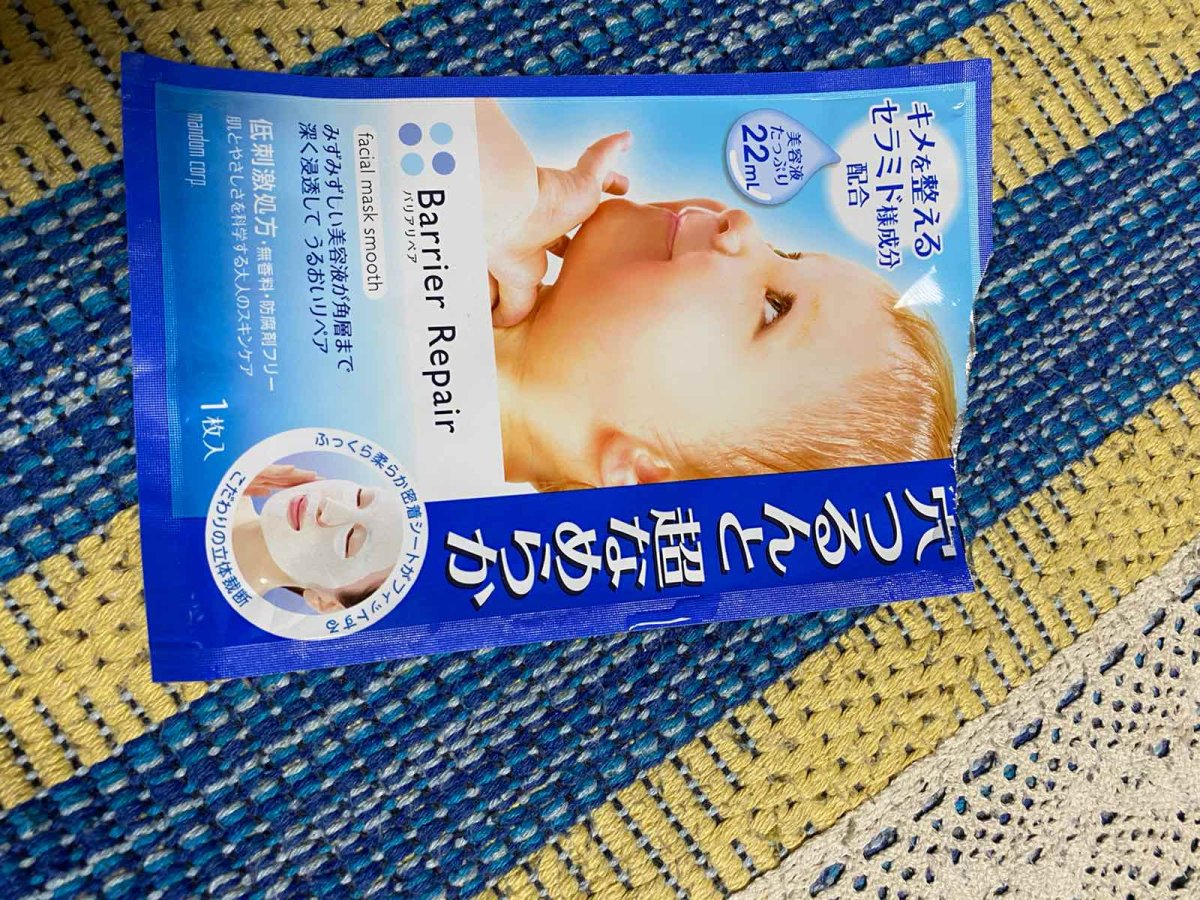 キメを整える
セラミド様成分
配合
美容液
たっぷり
22mL
穴つるんと超なめらか
Barrier Repair
バリアリペア
facial mask smooth
みずみずしい美容液が角層まで
深く浸透して うるおいリペア
低刺激処方・無香料・防腐剤フリー
肌とやさしさを科学する大人のスキンケア
mandom corp.
1枚入
ふっくら柔らか密着シートがフィットする
こだわりの立体裁断